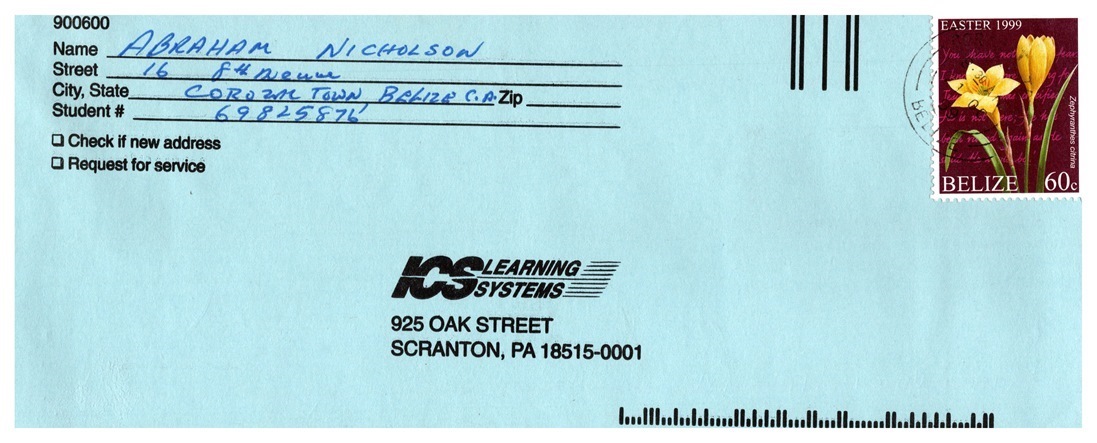 900600
Name ABRAHAM NICHOLSON
Street 16 8th Avenue
City, State COROZAL TOWN BELIZE C.A. Zip
Student # 69825876
Check if new address
Request for service
EASTER 1999
Zephyranthes citrina
BELIZE 60c
ICS LEARNING
SYSTEMS
925 OAK STREET
SCRANTON, PA 18515-0001